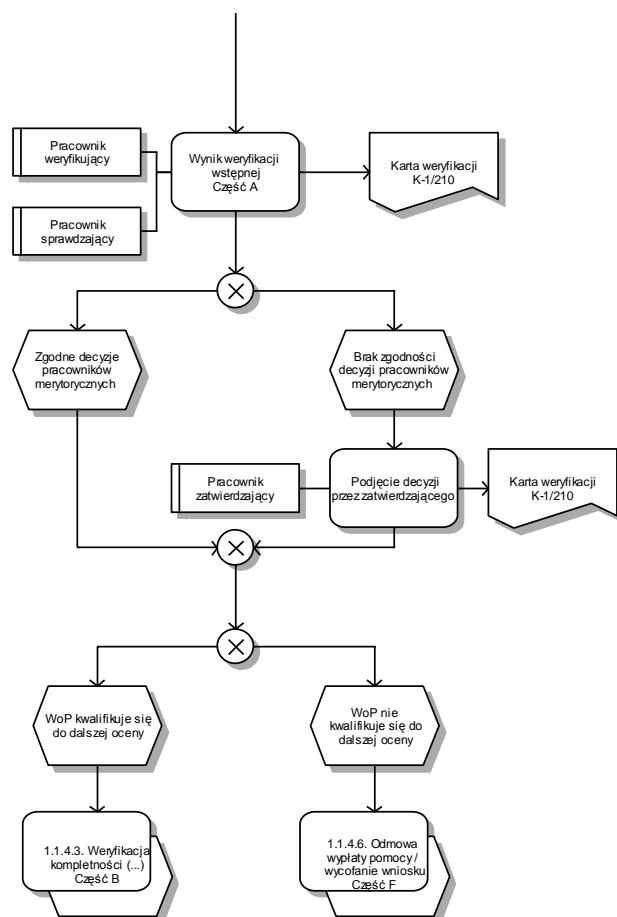 Pracownik
weryfikujący
Wynik weryfikacji
wstępnej
Część A
Karta weryfikacji
K-1/210
Pracownik
sprawdzający
Zgodne decyzje
pracowników
merytorycznych
Brak zgodności
decyzji pracowników
merytorycznych
Pracownik
zatwierdzający
Podjęcie decyzji
przez zatwierdzającego
Karta weryfikacji
K-1/210
WoP kwalifikuje się
do dalszej oceny
WoP nie
kwalifikuje się do
dalszej oceny
1.1.4.3. Weryfikacja
kompletności (...)
Część B
1.1.4.6. Odmowa
wypłaty pomocy /
wycofanie wniosku
Część F